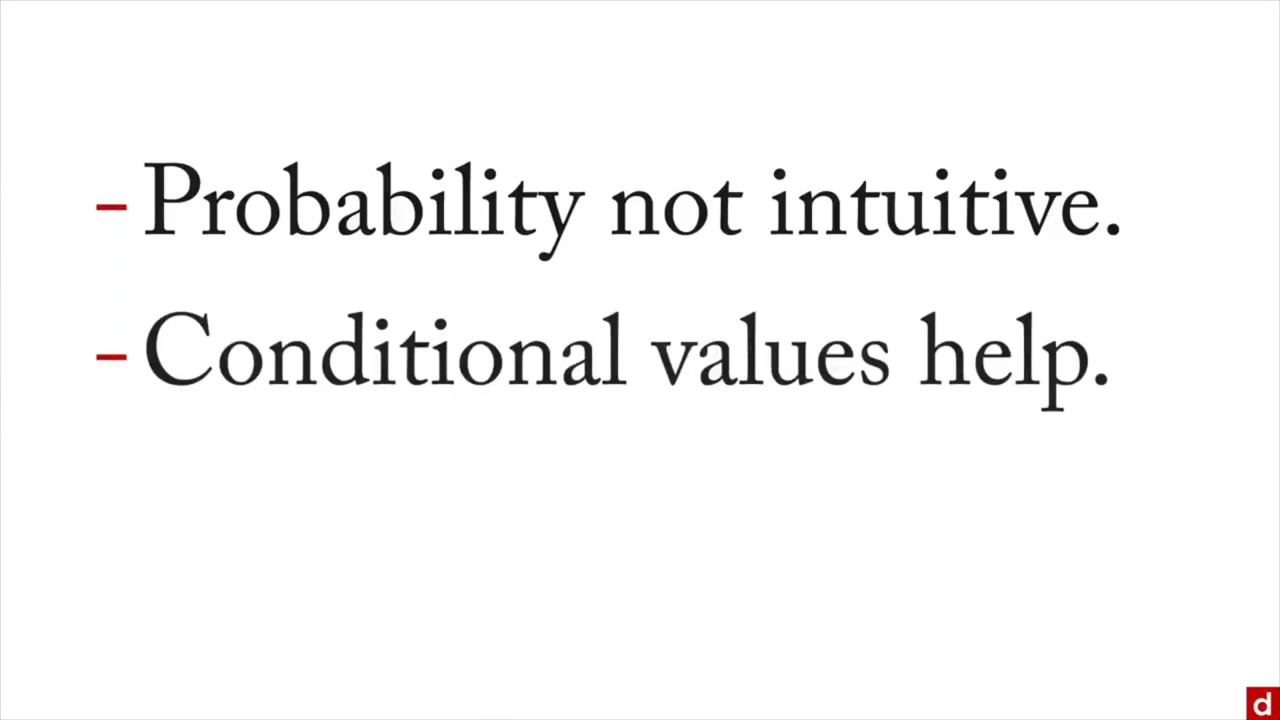 - Probability not intuitive.
- Conditional values help.
d